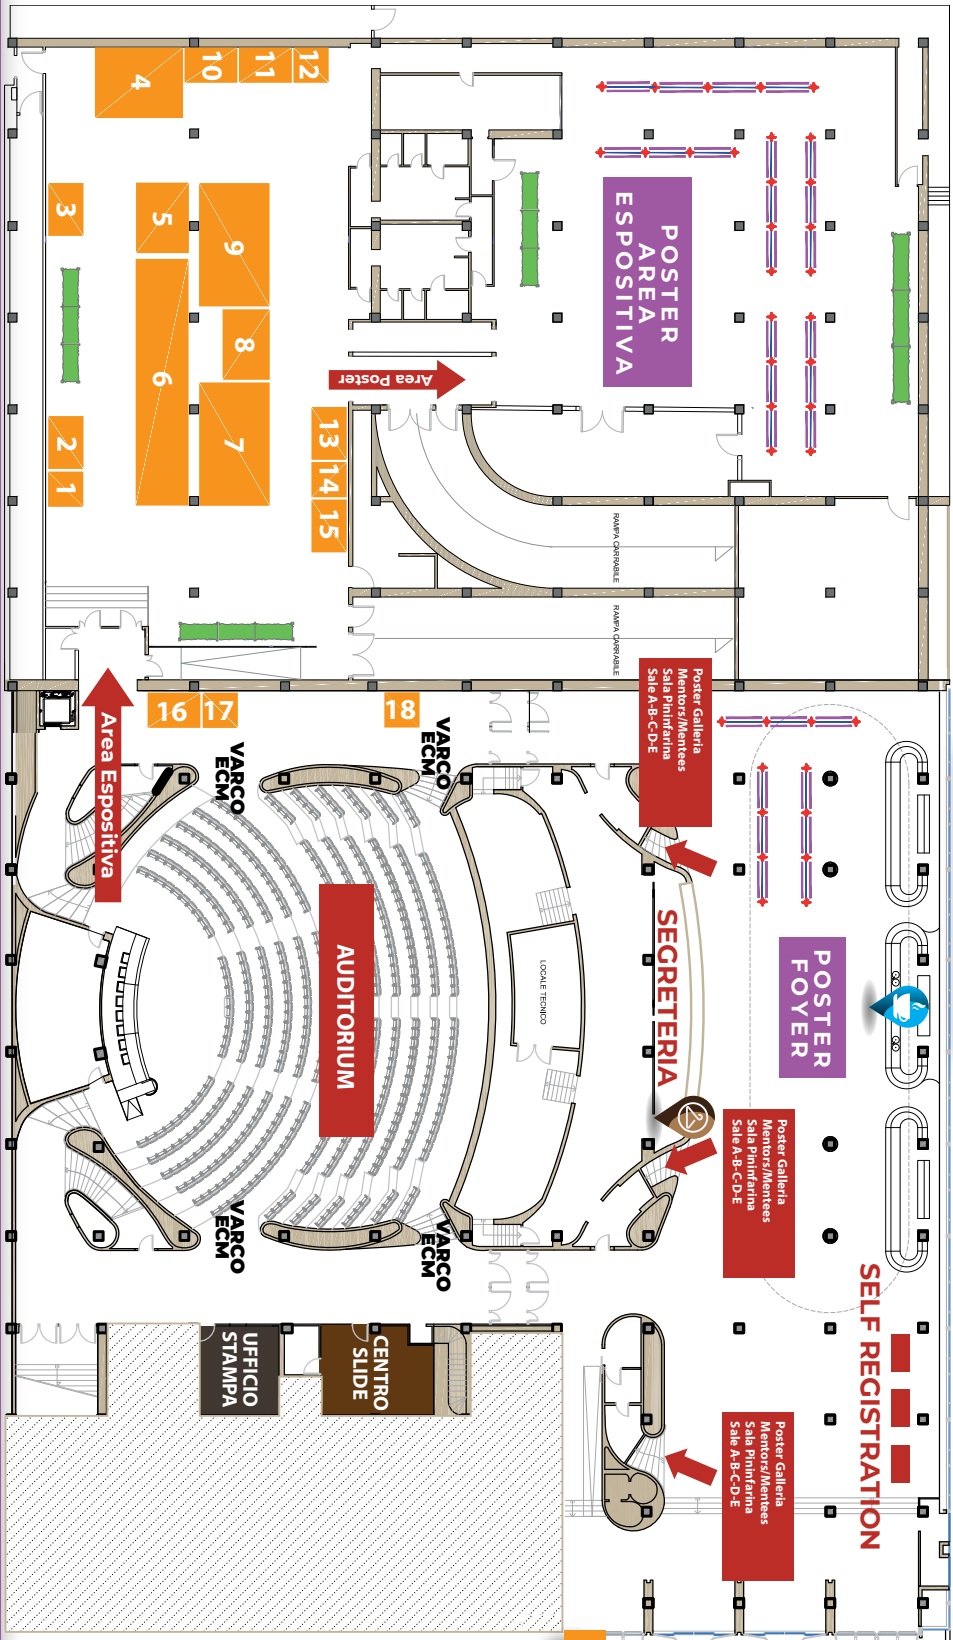 4
10
11
12
3
5
9
8
6
7
2
1
13
14
15
POSTER
AREA
ESPOSITIVA
Area Poster
RAMPA CARRABILE
RAMPA CARRABILE
16
17
18
Area Espositiva
VARCO
ECM
VARCO
ECM
Poster Galleria
Mentors/Mentees
Sala Pininfarina
Sale A-B-C-D-E
AUDITORIUM
LOCALE TECNICO
SEGRETERIA
POSTER
FOYER
Poster Galleria
Mentors/Mentees
Sala Pininfarina
Sale A-B-C-D-E
VARCO
ECM
VARCO
ECM
UFFICIO
STAMPA
CENTRO
SLIDE
SELF REGISTRATION
Poster Galleria
Mentors/Mentees
Sala Pininfarina
Sale A-B-C-D-E